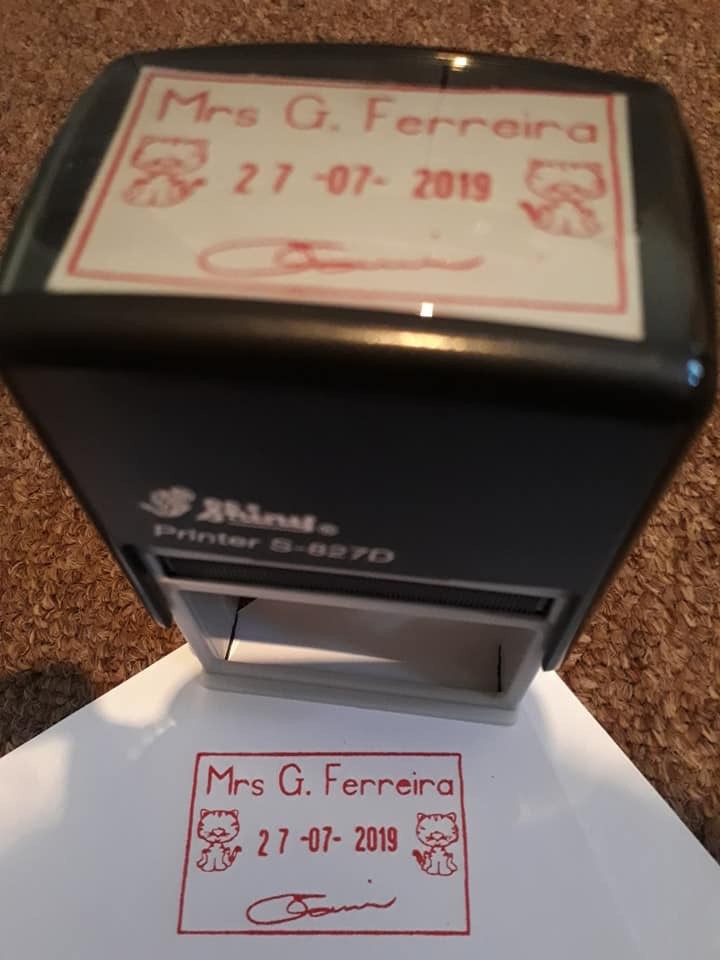 Mrs G. Ferreira
27 -07- 2019
Shiny
Printer S-827D
Mrs G. Ferreira
27 -07- 2019